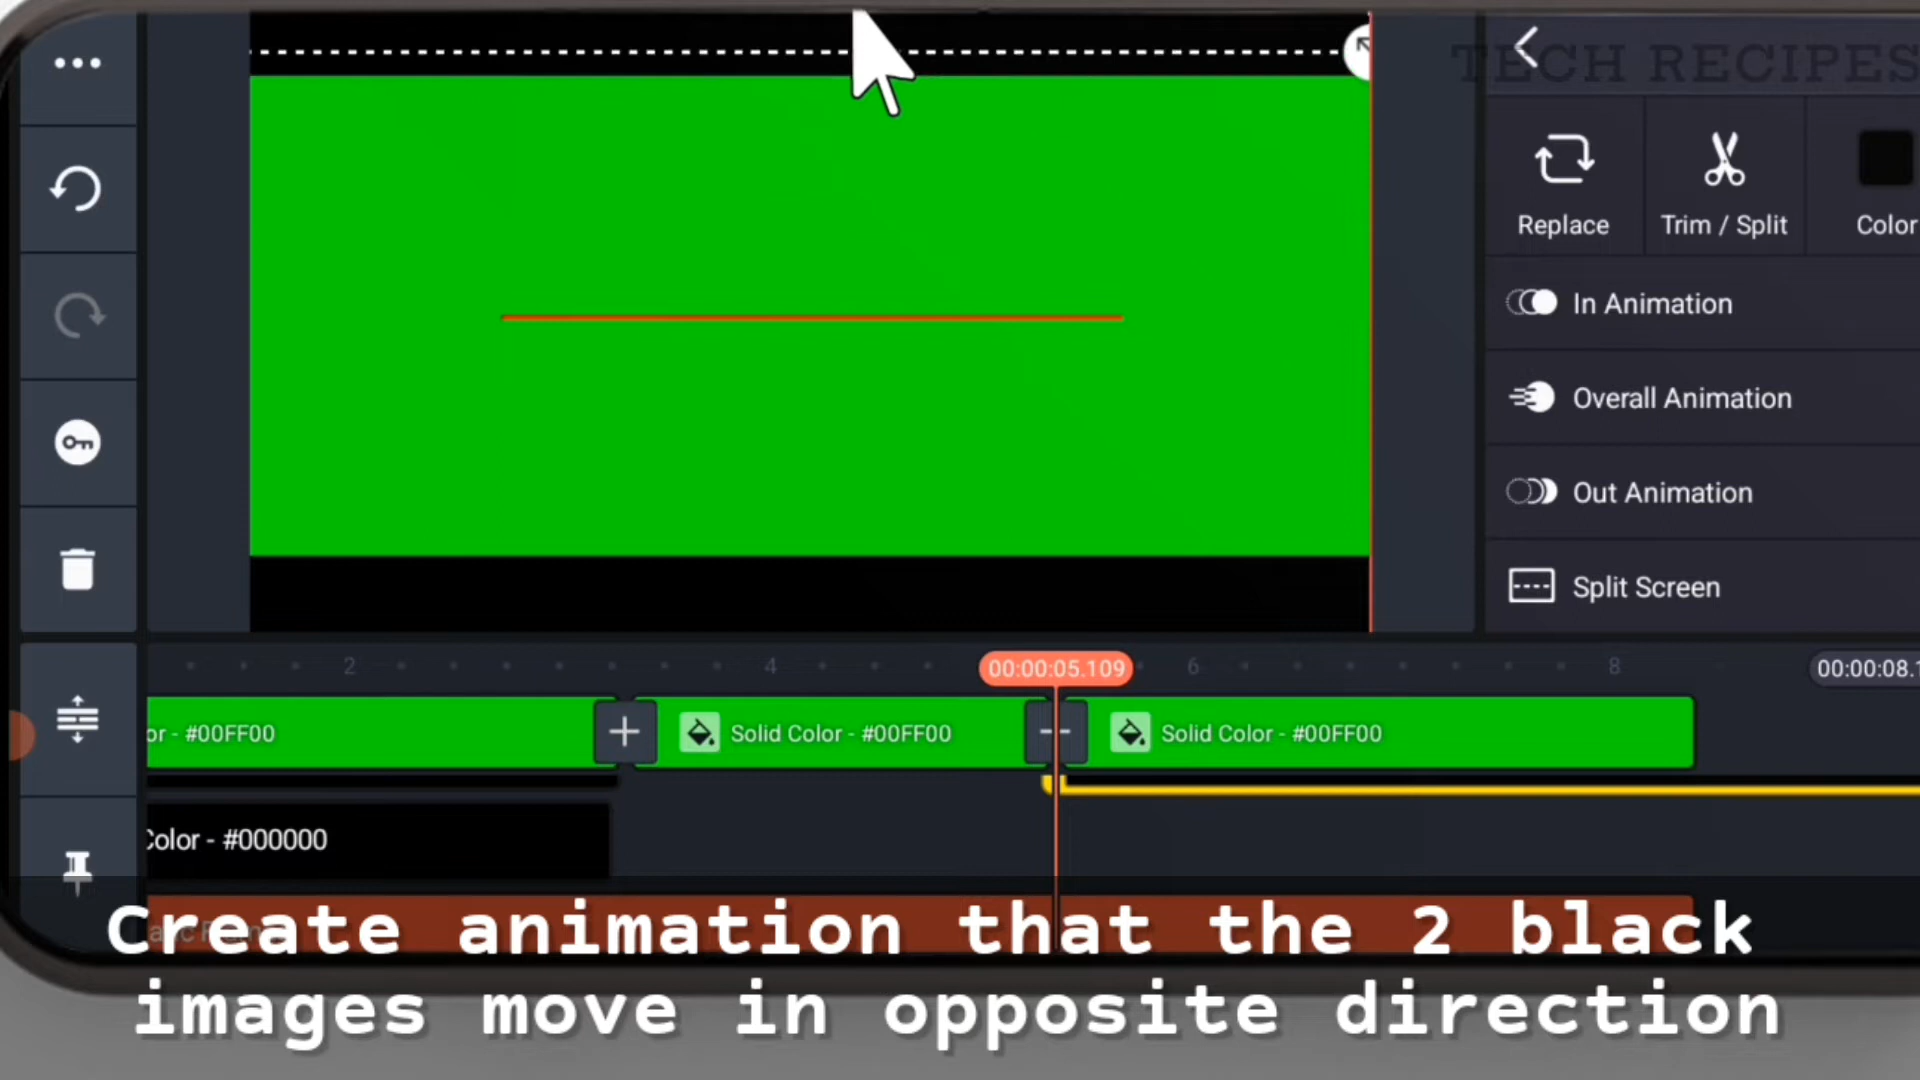 TECH RECIPES
Replace
Trim / Split
Color
In Animation
Overall Animation
Out Animation
Split Screen
2
4
00:00:05.109
6
8
00:00:08.1
or - #00FF00
Solid Color - #00FF00
Solid Color - #00FF00
Color - #000000
Create animation that the 2 black
images move in opposite direction